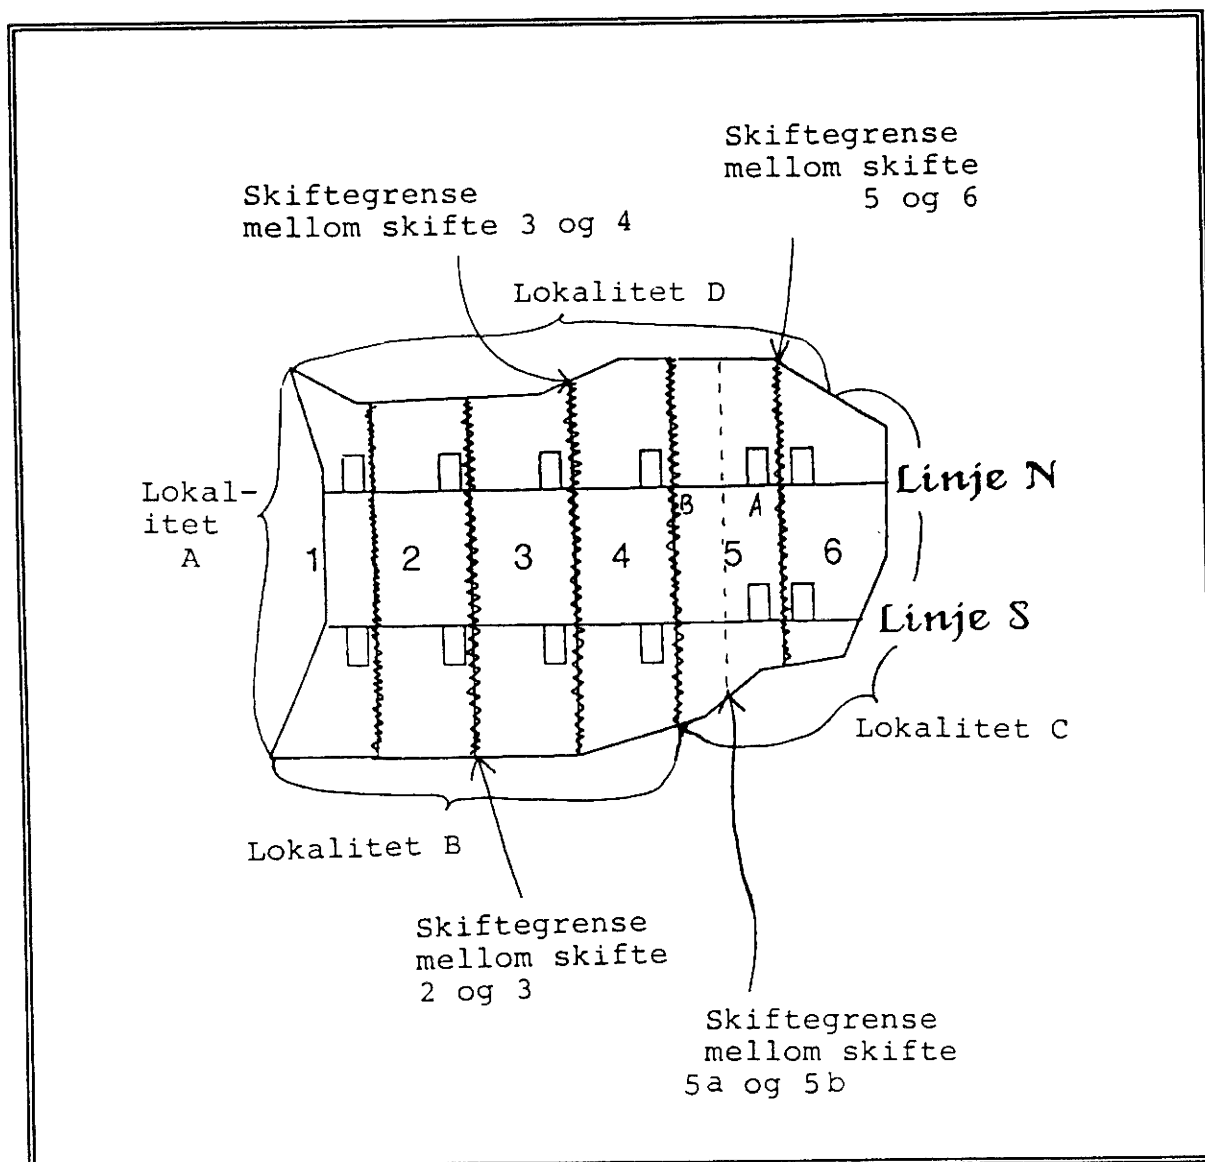 Skiftegrense
mellom skifte
5 og 6
Skiftegrense
mellom skifte 3 og 4
Lokalitet D
Lokal-
itet
A
Linje N
B
A
1
2
3
4
5
6
Linje S
Lokalitet C
Lokalitet B
Skiftegrense
mellom skifte
2 og 3
Skiftegrense
mellom skifte
5a og 5b